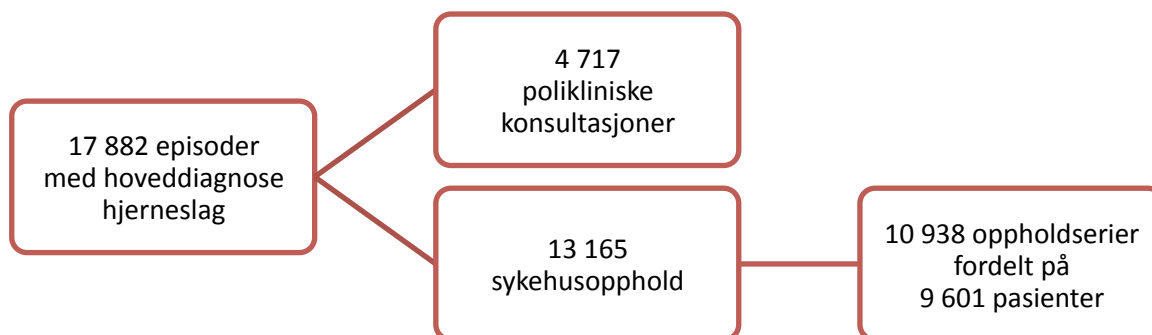 17 882 episoder
med hoveddiagnose
hjerneslag
4 717
polikliniske
konsultasjoner
13 165
sykehusopphold
10 938 oppholdserier
fordelt på
9 601 pasienter